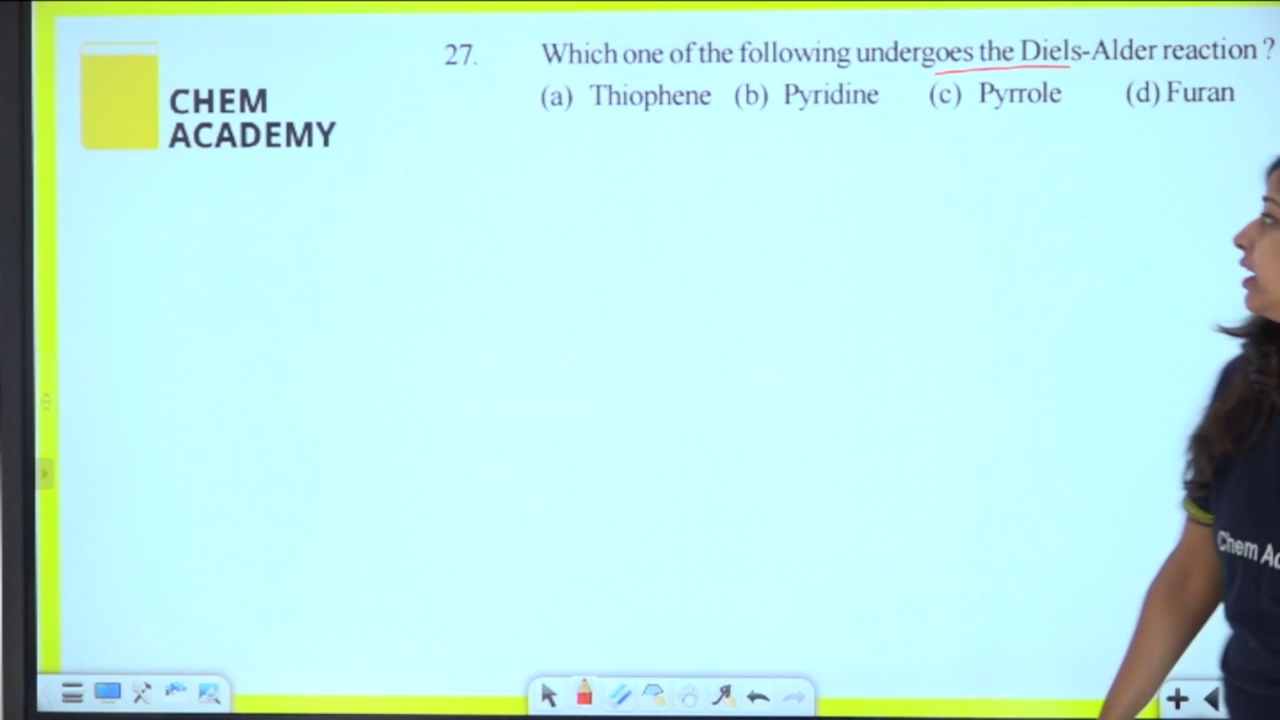 27. Which one of the following undergoes the Diels-Alder reaction ?
(a) Thiophene (b) Pyridine (c) Pyrrole (d) Furan
CHEM
ACADEMY
Chem Ac